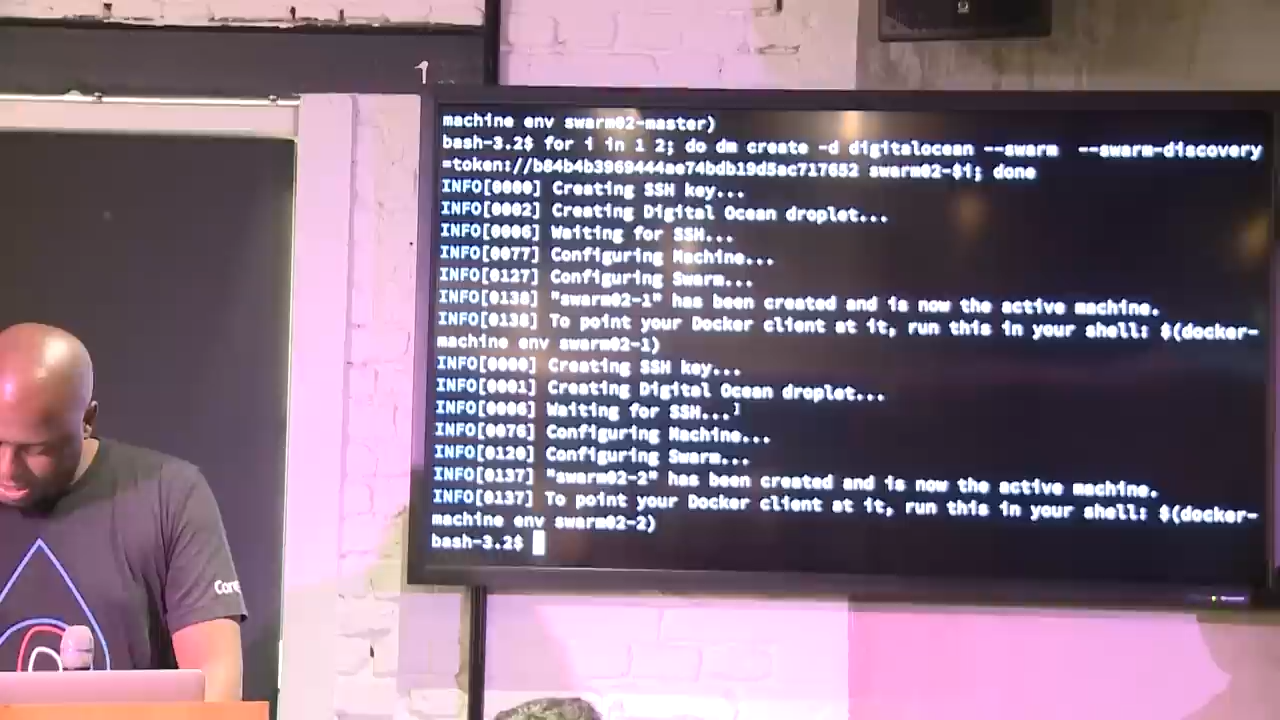 machine env swarm02-master)
bash-3.2$ for i in 1 2; do dm create -d digitalocean --swarm  --swarm-discovery
=token://b84b4b3969444ae74bdb19d5ac717652 swarm02-$i; done
INFO[0000] Creating SSH key...
INFO[0002] Creating Digital Ocean droplet...
INFO[0006] Waiting for SSH...
INFO[0077] Configuring Machine...
INFO[0127] Configuring Swarm...
INFO[0138] "swarm02-1" has been created and is now the active machine.
INFO[0138] To point your Docker client at it, run this in your shell: $(docker-
machine env swarm02-1)
INFO[0000] Creating SSH key...
INFO[0001] Creating Digital Ocean droplet...
INFO[0006] Waiting for SSH...
INFO[0076] Configuring Machine...
INFO[0120] Configuring Swarm...
INFO[0137] "swarm02-2" has been created and is now the active machine.
INFO[0137] To point your Docker client at it, run this in your shell: $(docker-
machine env swarm02-2)
bash-3.2$